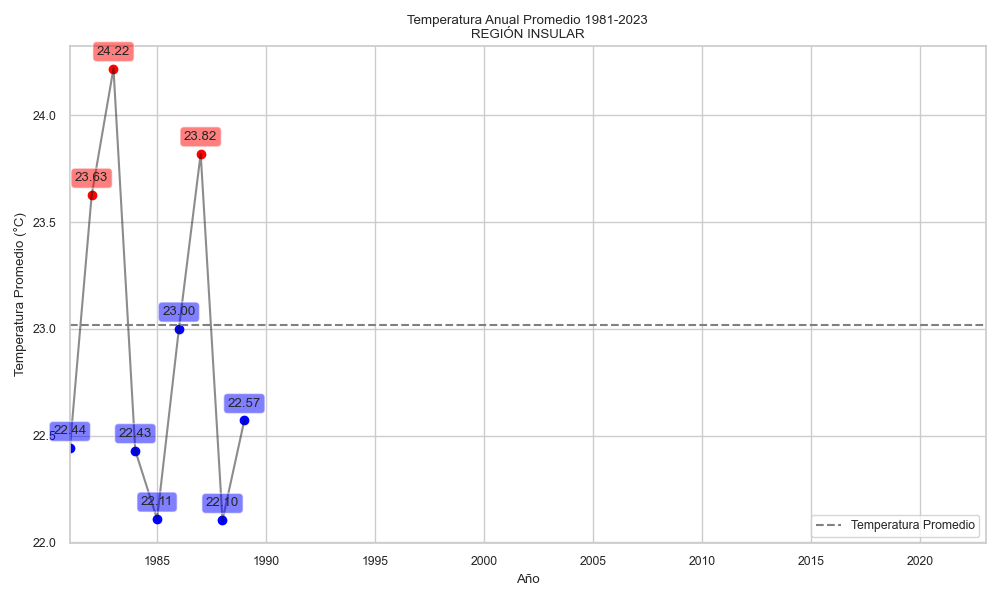 Temperatura Anual Promedio 1981-2023
REGIÓN INSULAR
Temperatura Promedio (°C)
24.0
23.5
23.0
22.5
22.0
22.44
23.63
24.22
22.43
22.11
23.00
23.82
22.10
22.57
Temperatura Promedio
1985 1990 1995 2000 2005 2010 2015 2020
Año